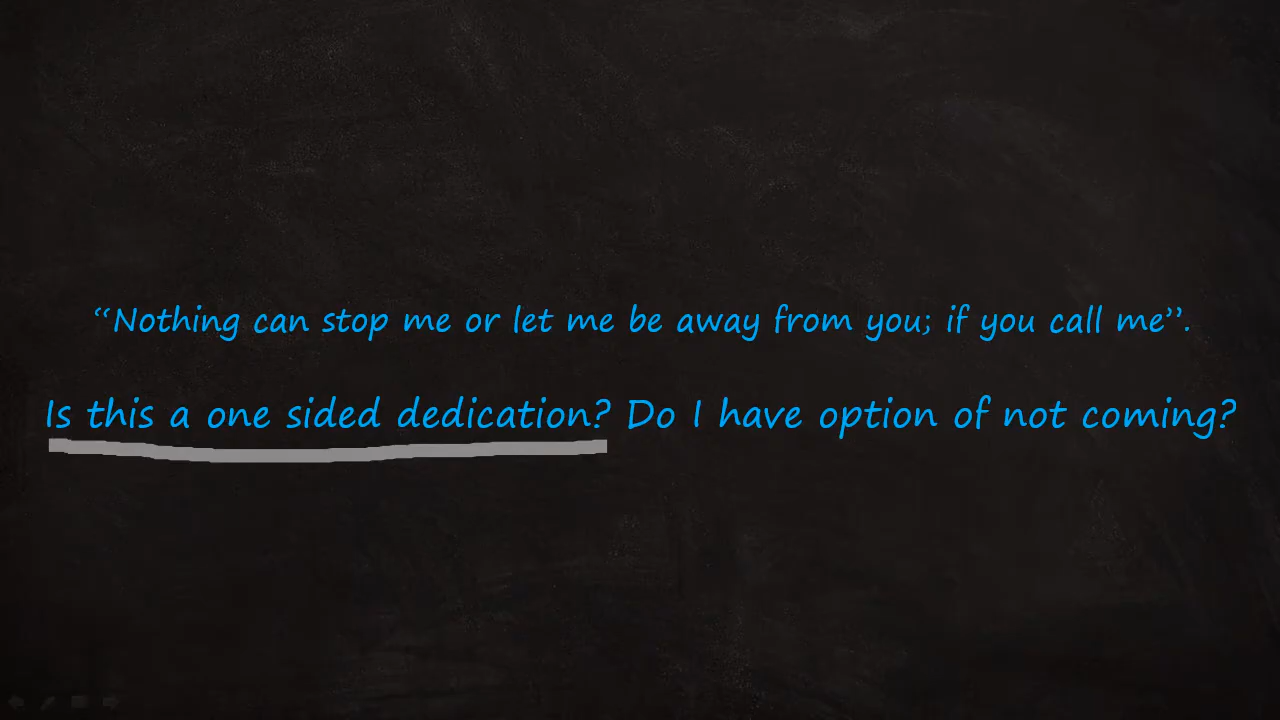 “Nothing can stop me or let me be away from you; if you call me”.
Is this a one sided dedication? Do I have option of not coming?